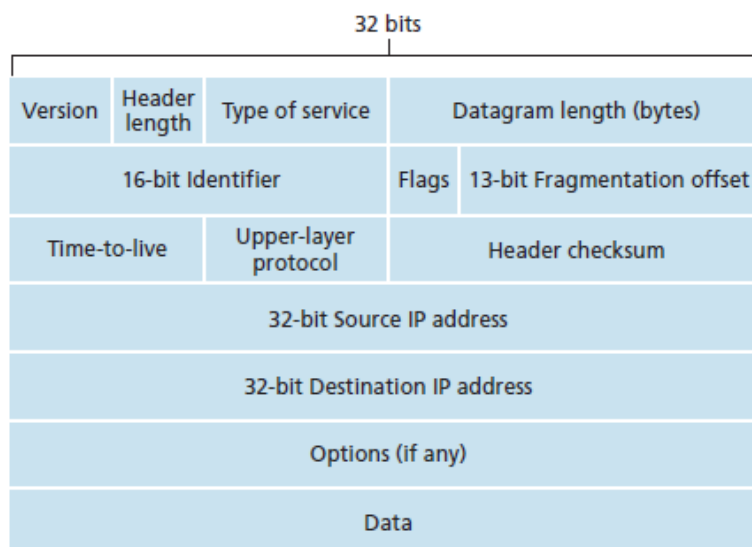 32 bits
Version Header length Type of service Datagram length (bytes)
16-bit Identifier Flags 13-bit Fragmentation offset
Time-to-live Upper-layer protocol Header checksum
32-bit Source IP address
32-bit Destination IP address
Options (if any)
Data